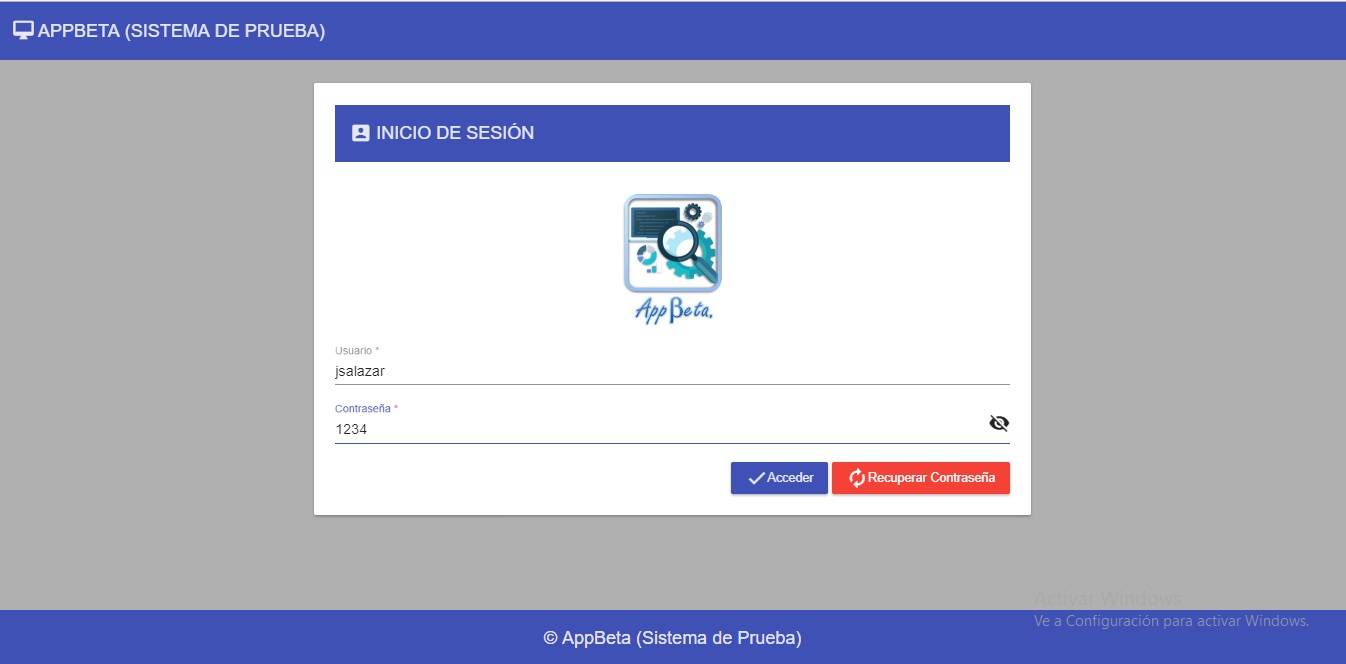 APPBETA (SISTEMA DE PRUEBA)
INICIO DE SESIÓN
AppBeta.
Usuario *
jsalazar
Contraseña *
1234
Acceder
Recuperar Contraseña
Activar Windows
Ve a Configuración para activar Windows.
© AppBeta (Sistema de Prueba)